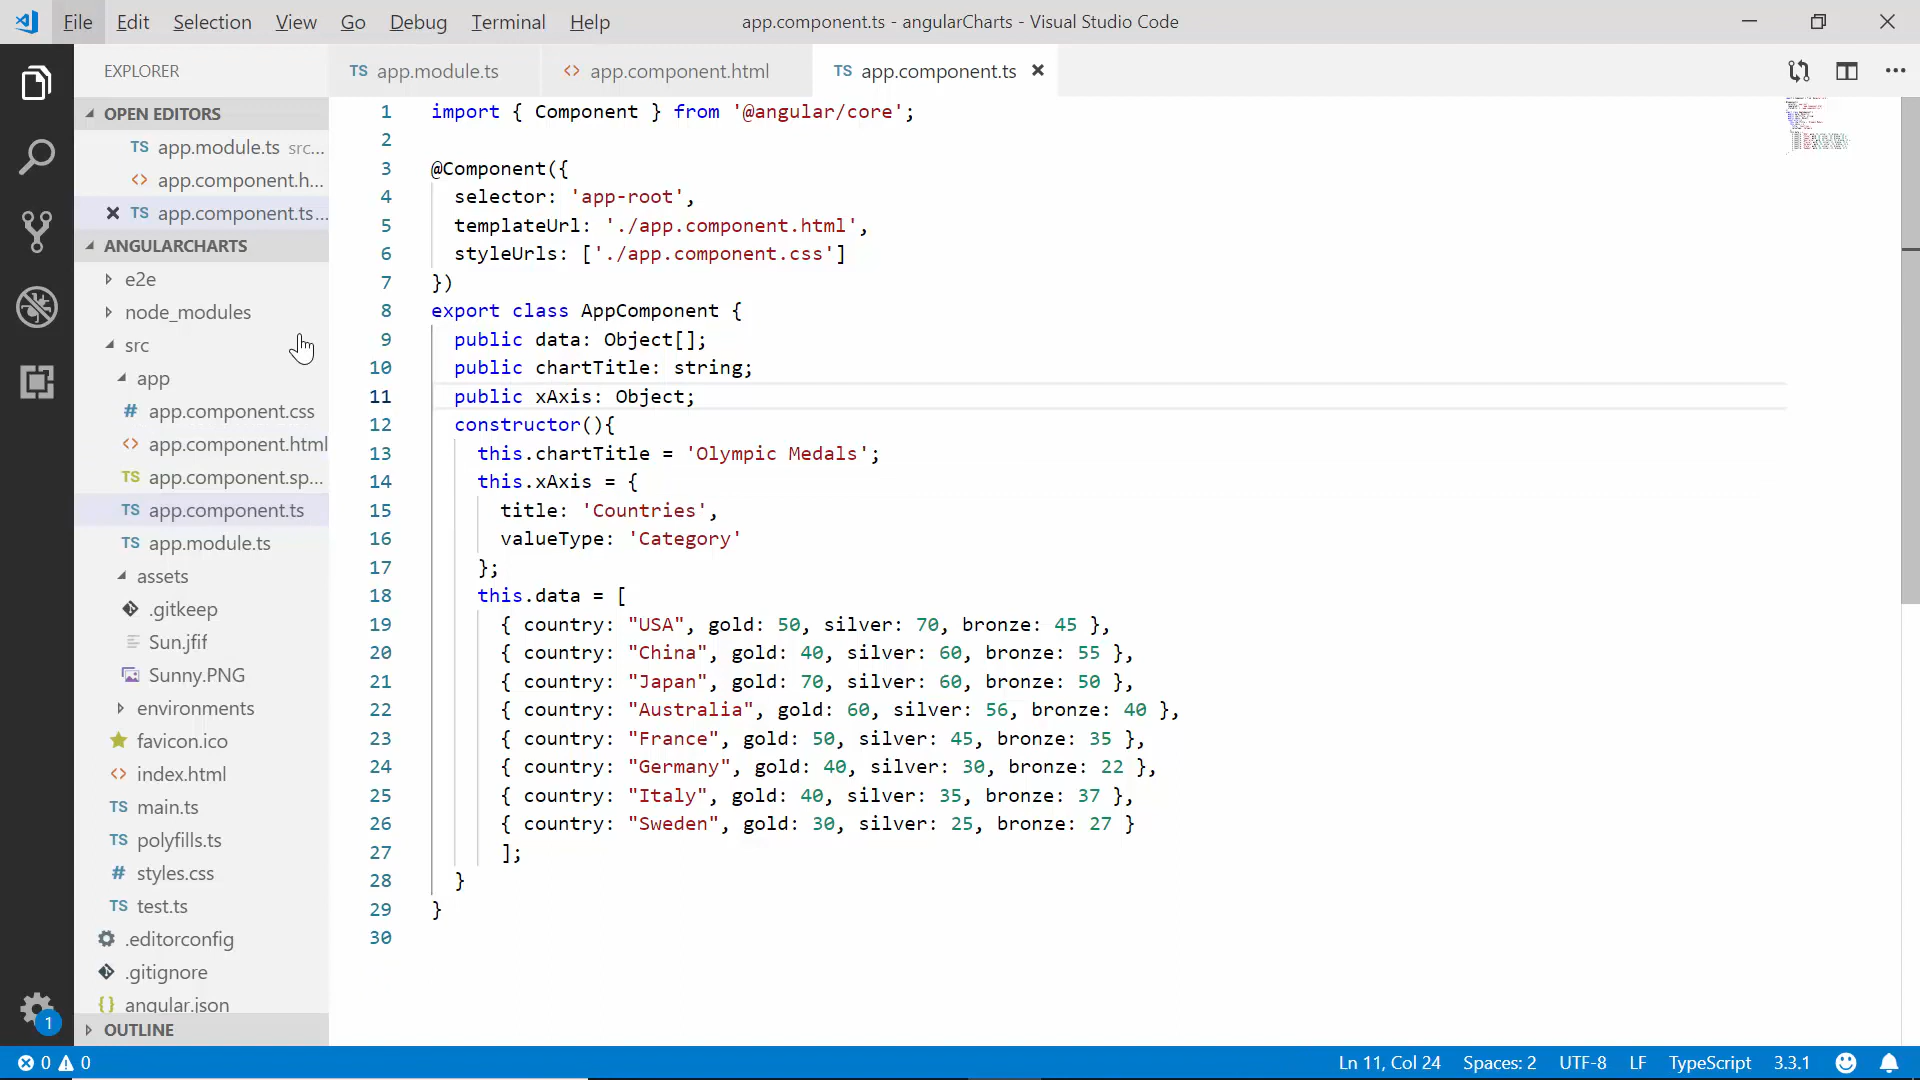 File Edit Selection View Go Debug Terminal Help app.component.ts - angularCharts - Visual Studio Code
EXPLORER
TS app.module.ts <> app.component.html TS app.component.ts
OPEN EDITORS
TS app.module.ts src...
<> app.component.h...
TS app.component.ts...
ANGULARCHARTS
e2e
node_modules
src
app
# app.component.css
<> app.component.html
TS app.component.sp...
TS app.component.ts
TS app.module.ts
assets
.gitkeep
Sun.jfif
Sunny.PNG
environments
favicon.ico
<> index.html
TS main.ts
TS polyfills.ts
# styles.css
TS test.ts
.editorconfig
.gitignore
{} angular.json
OUTLINE
1
1 import { Component } from '@angular/core';
2
3 @Component({
4 selector: 'app-root',
5 templateUrl: './app.component.html',
6 styleUrls: ['./app.component.css']
7 })
8 export class AppComponent {
9 public data: Object[];
10 public chartTitle: string;
11 public xAxis: Object;
12 constructor(){
13 this.chartTitle = 'Olympic Medals';
14 this.xAxis = {
15 title: 'Countries',
16 valueType: 'Category'
17 };
18 this.data = [
19 { country: "USA", gold: 50, silver: 70, bronze: 45 },
20 { country: "China", gold: 40, silver: 60, bronze: 55 },
21 { country: "Japan", gold: 70, silver: 60, bronze: 50 },
22 { country: "Australia", gold: 60, silver: 56, bronze: 40 },
23 { country: "France", gold: 50, silver: 45, bronze: 35 },
24 { country: "Germany", gold: 40, silver: 30, bronze: 22 },
25 { country: "Italy", gold: 40, silver: 35, bronze: 37 },
26 { country: "Sweden", gold: 30, silver: 25, bronze: 27 }
27 ];
28 }
29 }
30
0 0 Ln 11, Col 24 Spaces: 2 UTF-8 LF TypeScript 3.3.1